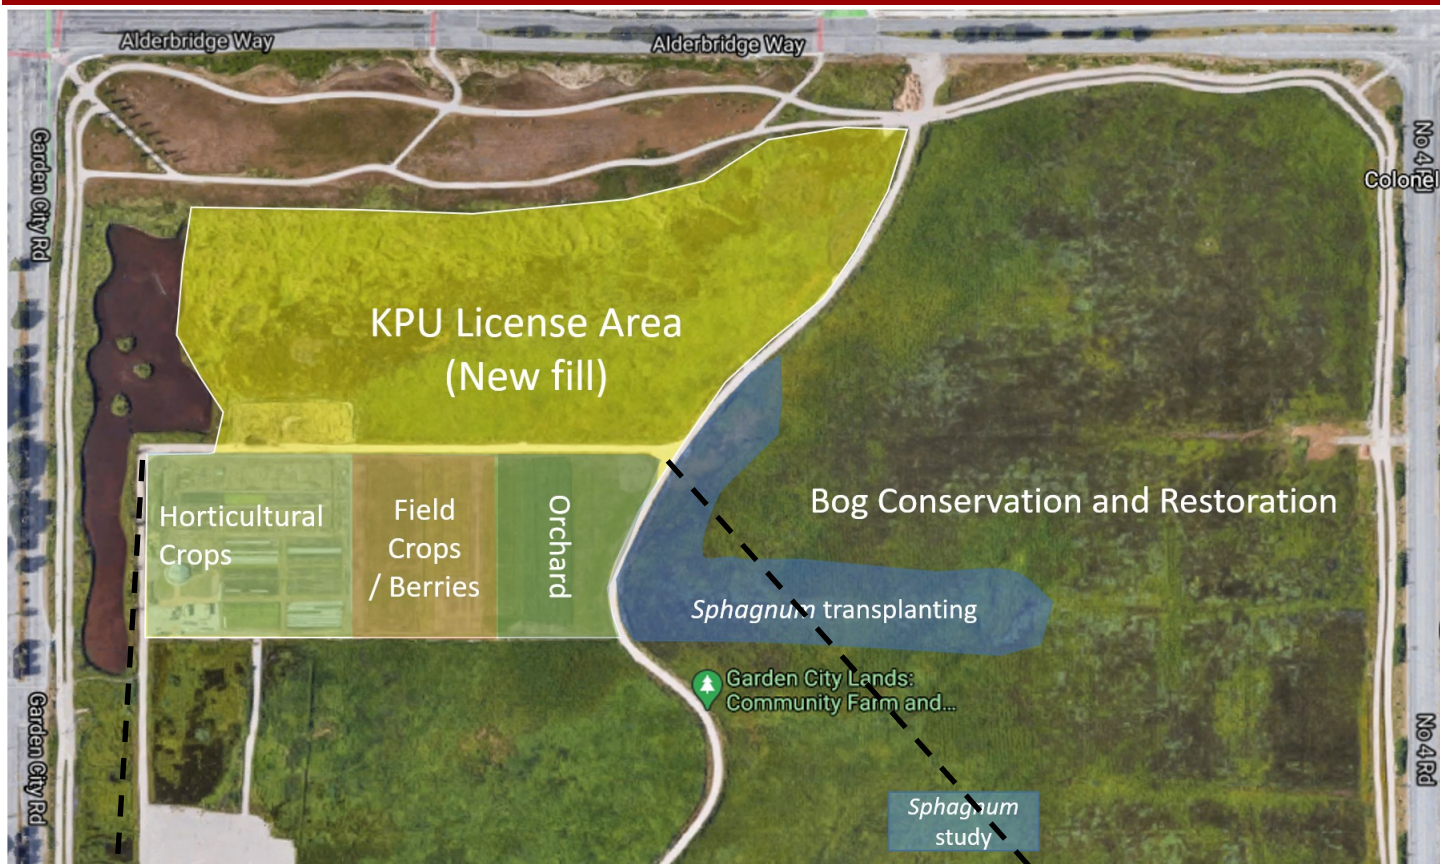 Alderbridge Way
Alderbridge Way
Garden City Rd
No 4 Rd
Colonel
KPU License Area
(New fill)
Horticultural
Crops
Field
Crops
/ Berries
Orchard
Bog Conservation and Restoration
Sphagnum transplanting
Garden City Lands:
Community Farm and...
Garden City Rd
No 4 Rd
Sphagnum
study